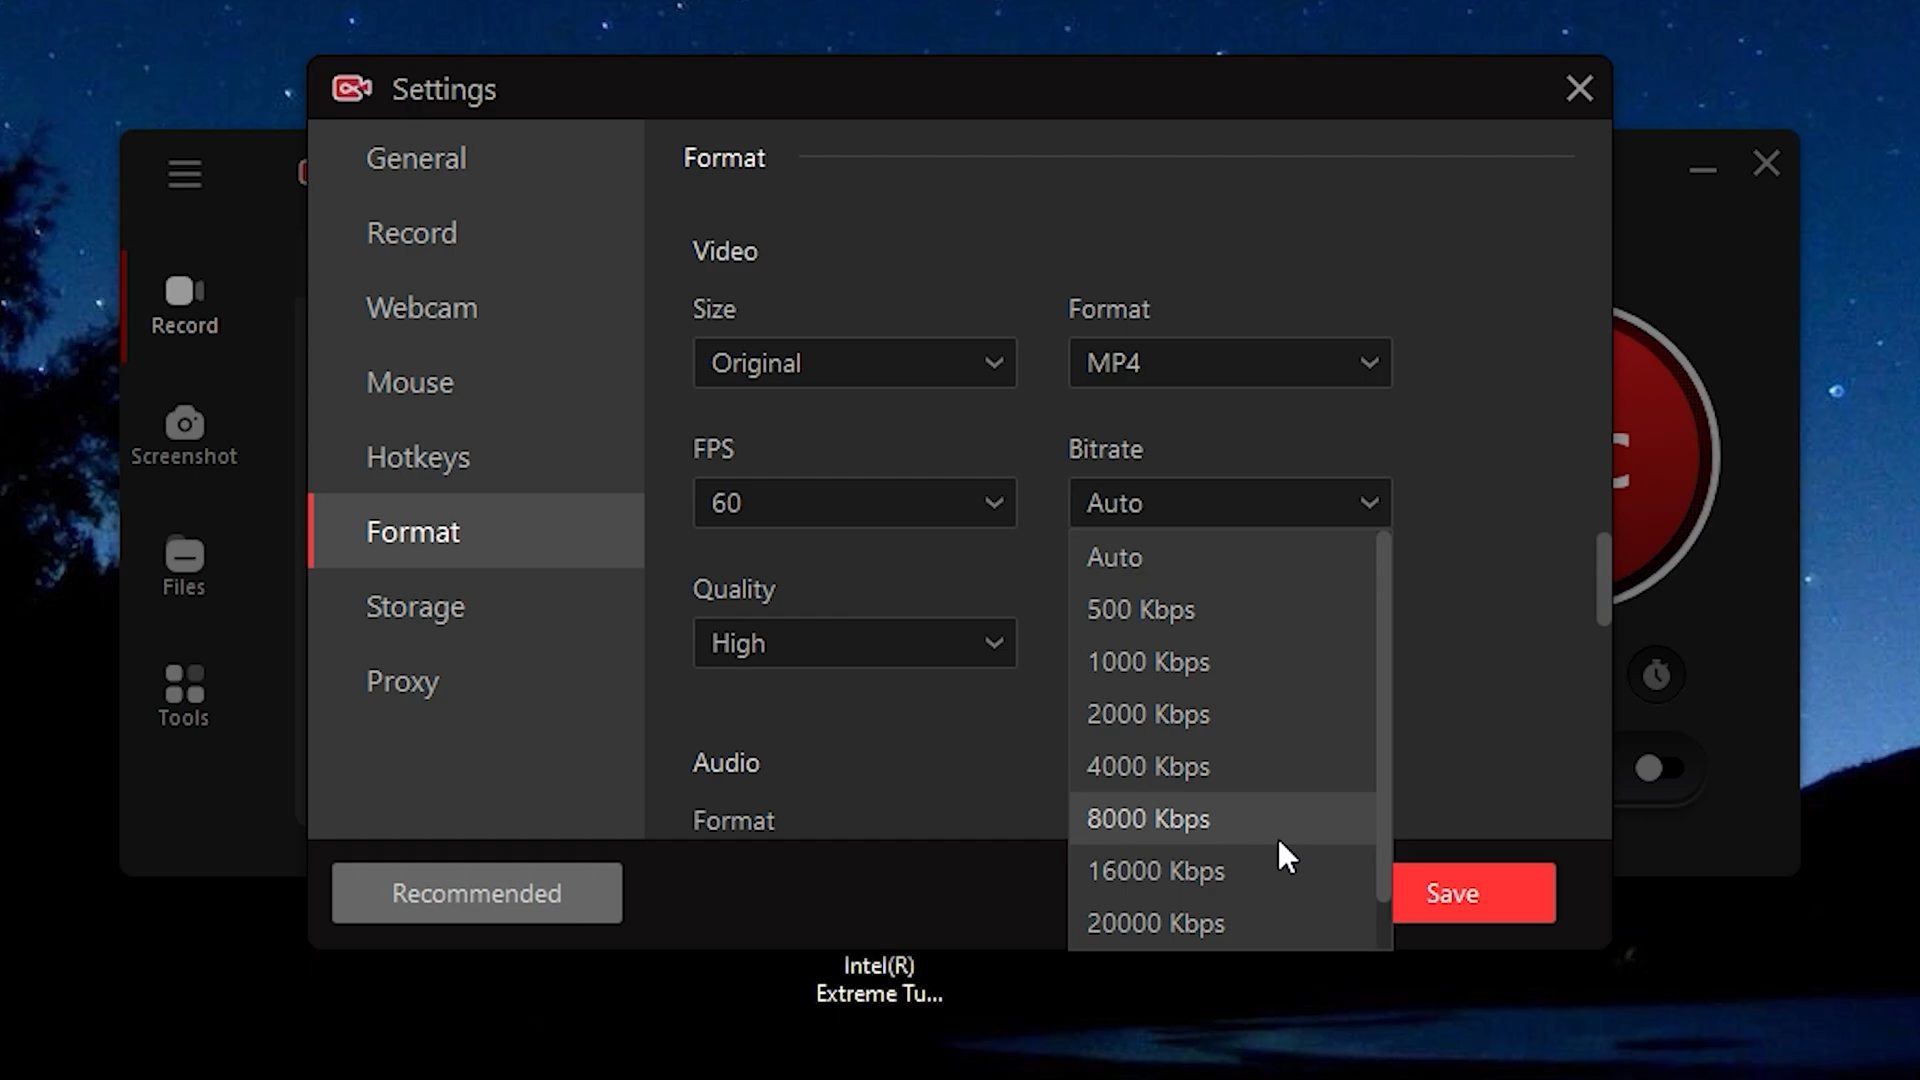 Settings
General
Record
Webcam
Mouse
Hotkeys
Format
Storage
Proxy
Record
Screenshot
Files
Tools
Format
Video
Size
Format
Original
MP4
FPS
Bitrate
60
Auto
Quality
High
Auto
500 Kbps
1000 Kbps
2000 Kbps
4000 Kbps
8000 Kbps
16000 Kbps
20000 Kbps
Audio
Format
Recommended
Save
Intel(R)
Extreme Tu...